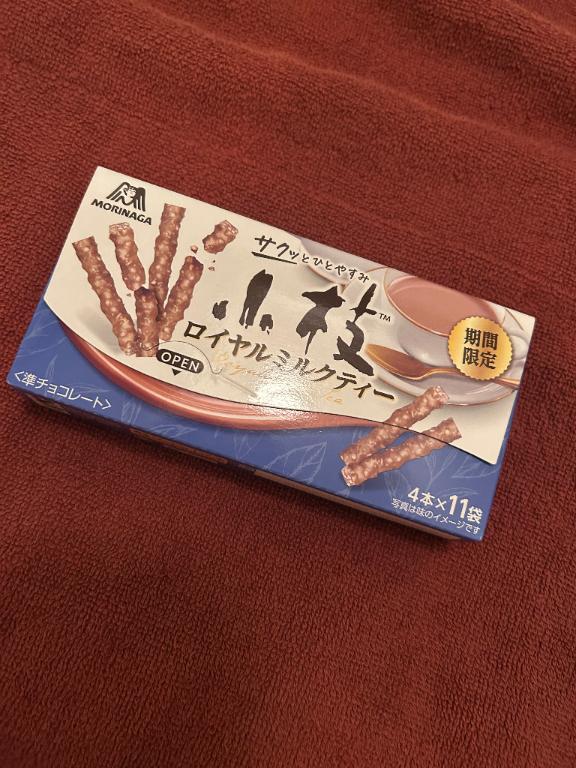 MORINAGA
サクッとひとやすみ
小枝™
ロイヤルミルクティー
期間
限定
OPEN
<準チョコレート>
4本×11袋
写真は味のイメージです